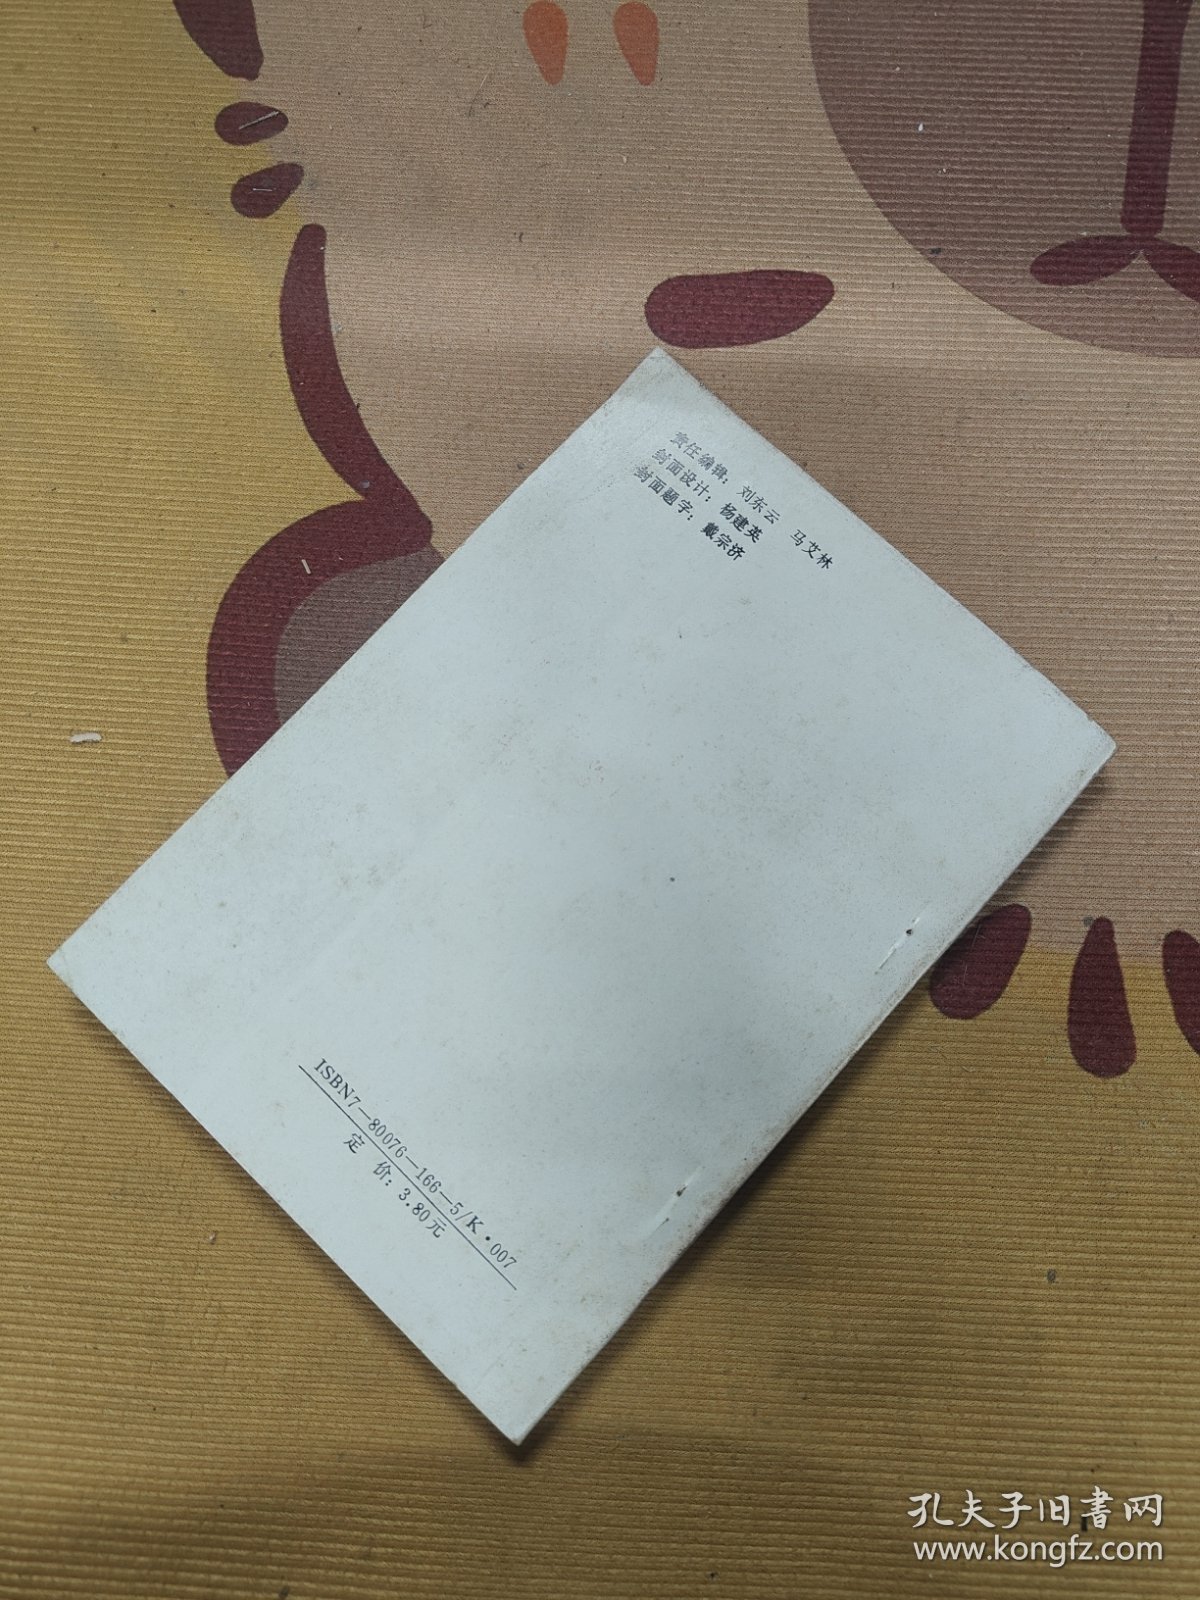 责任编辑：刘东云 马艾林
封面设计：杨建英
封面题字：戴宗济
ISBN7—80076—166—5/K·007
定 价：3.80元
孔夫子旧書网
www.kongfz.com